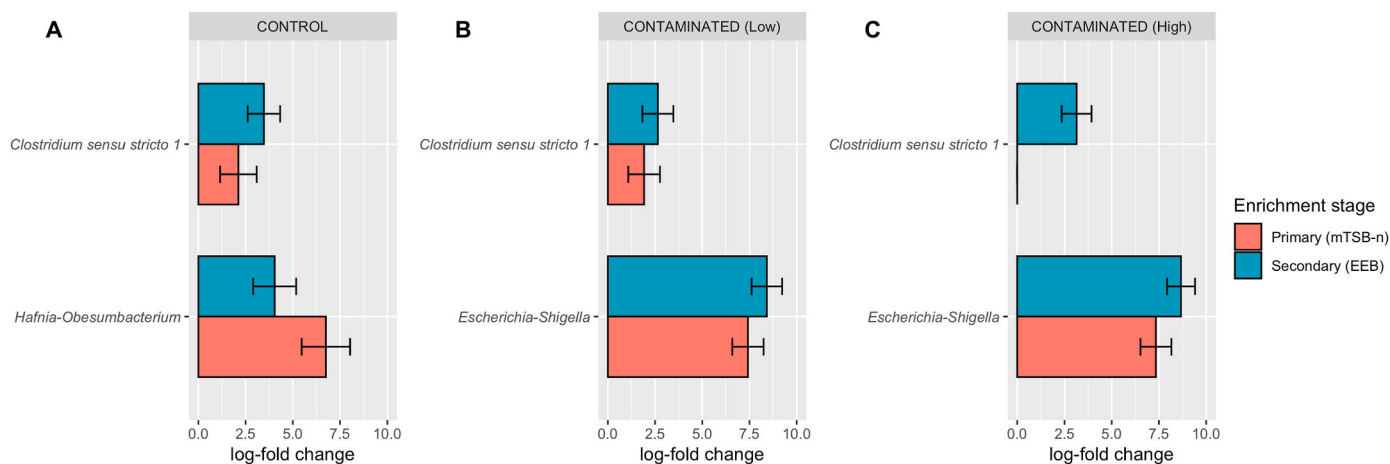 A
CONTROL
Clostridium sensu stricto 1
Hafnia-Obesumbacterium
0.0 2.5 5.0 7.5 10.0
log-fold change
B
CONTAMINATED (Low)
Clostridium sensu stricto 1
Escherichia-Shigella
0.0 2.5 5.0 7.5 10.0
log-fold change
C
CONTAMINATED (High)
Clostridium sensu stricto 1
Escherichia-Shigella
0.0 2.5 5.0 7.5 10.0
log-fold change
Enrichment stage
Primary (mTSB-n)
Secondary (EEB)